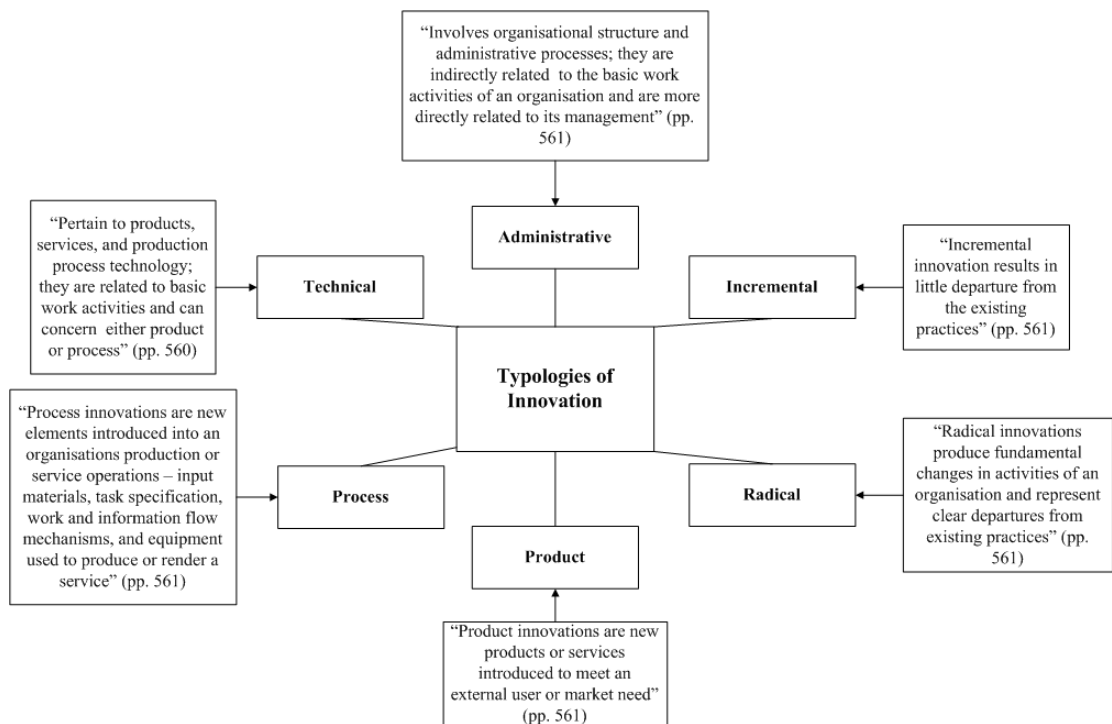 “Involves organisational structure and
administrative processes; they are
indirectly related to the basic work
activities of an organisation and are more
directly related to its management” (pp.
561)
Administrative
“Pertain to products,
services, and production
process technology;
they are related to basic
work activities and can
concern either product
or process” (pp. 560)
Technical
Incremental
“Incremental
innovation results in
little departure from
the existing
practices” (pp. 561)
Typologies of
Innovation
“Process innovations are new
elements introduced into an
organisations production or
service operations – input
materials, task specification,
work and information flow
mechanisms, and equipment
used to produce or render a
service” (pp. 561)
Process
Radical
“Radical innovations
produce fundamental
changes in activities of an
organisation and represent
clear departures from
existing practices” (pp.
561)
Product
“Product innovations are new
products or services
introduced to meet an
external user or market need”
(pp. 561)